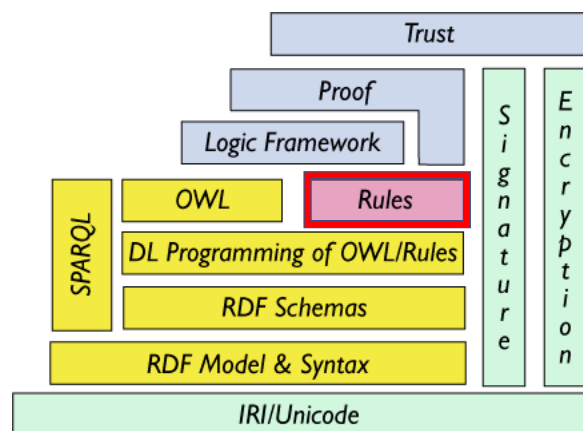 Trust
Proof
Logic Framework
OWL
Rules
SPARQL
DL Programming of OWL/Rules
RDF Schemas
RDF Model & Syntax
Signature
Encryption
IRI/Unicode